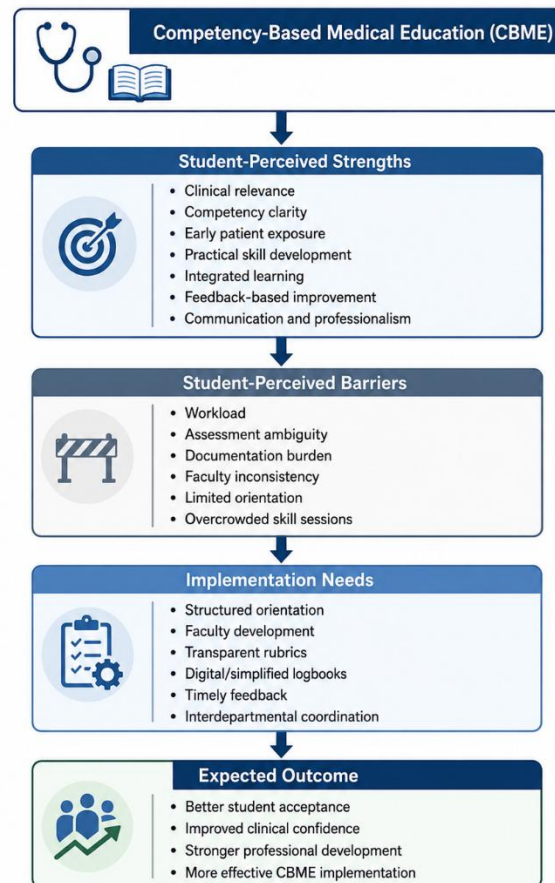 Competency-Based Medical Education (CBME)
Student-Perceived Strengths
• Clinical relevance
• Competency clarity
• Early patient exposure
• Practical skill development
• Integrated learning
• Feedback-based improvement
• Communication and professionalism
Student-Perceived Barriers
• Workload
• Assessment ambiguity
• Documentation burden
• Faculty inconsistency
• Limited orientation
• Overcrowded skill sessions
Implementation Needs
• Structured orientation
• Faculty development
• Transparent rubrics
• Digital/simplified logbooks
• Timely feedback
• Interdepartmental coordination
Expected Outcome
• Better student acceptance
• Improved clinical confidence
• Stronger professional development
• More effective CBME implementation